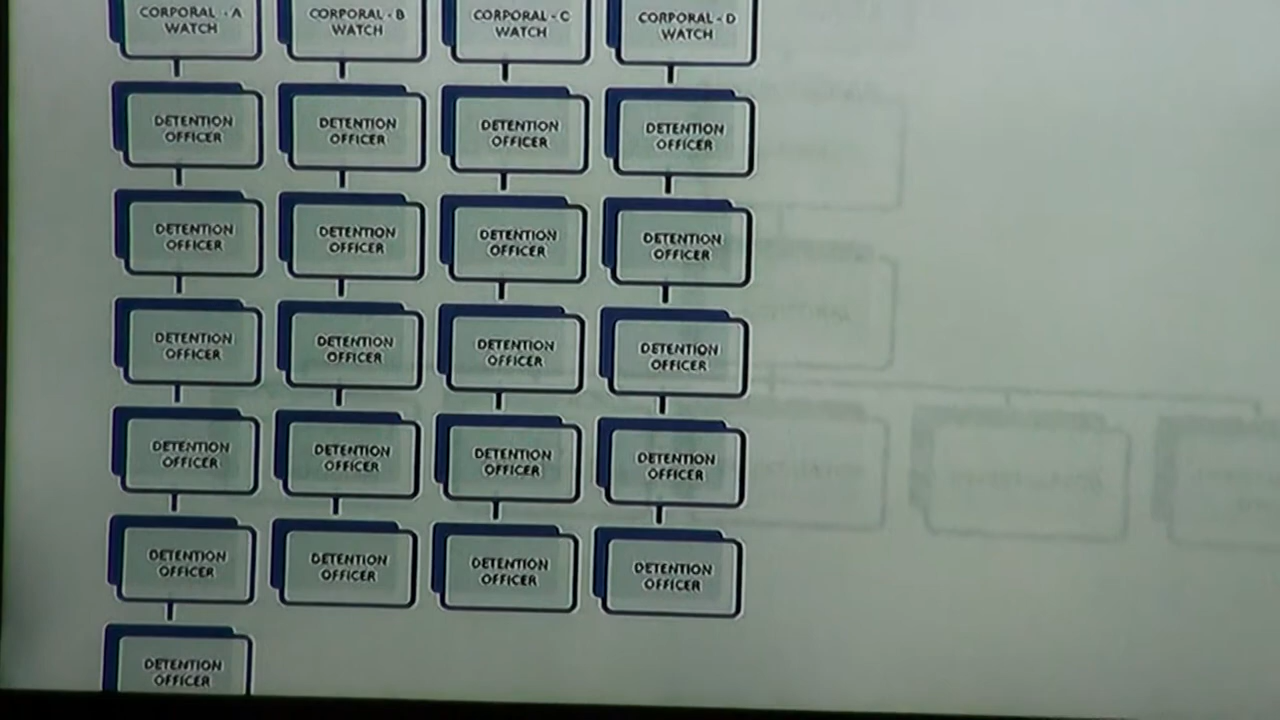 CORPORAL - A
WATCH
CORPORAL - B
WATCH
CORPORAL - C
WATCH
CORPORAL - D
WATCH
DETENTION
OFFICER
DETENTION
OFFICER
DETENTION
OFFICER
DETENTION
OFFICER
DETENTION
OFFICER
DETENTION
OFFICER
DETENTION
OFFICER
DETENTION
OFFICER
DETENTION
OFFICER
DETENTION
OFFICER
DETENTION
OFFICER
DETENTION
OFFICER
DETENTION
OFFICER
DETENTION
OFFICER
DETENTION
OFFICER
DETENTION
OFFICER
DETENTION
OFFICER
DETENTION
OFFICER
DETENTION
OFFICER
DETENTION
OFFICER
DETENTION
OFFICER